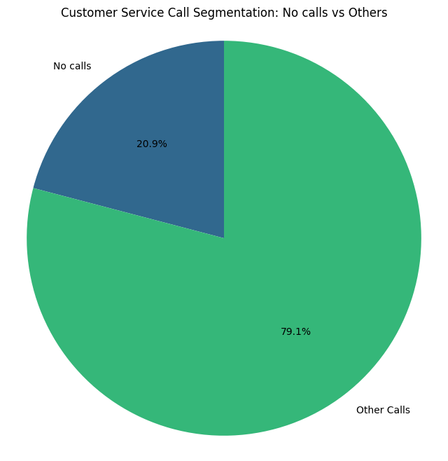 Customer Service Call Segmentation: No calls vs Others
No calls
20.9%
79.1%
Other Calls